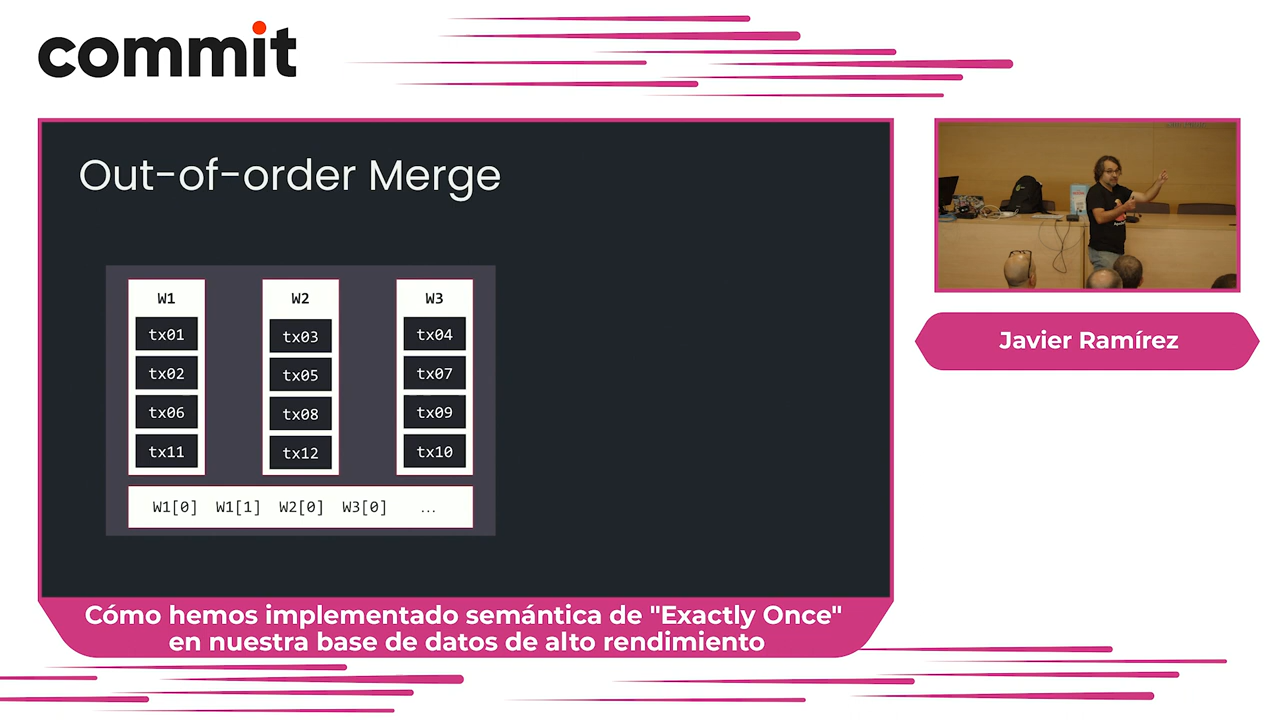 commit
Out-of-order Merge
W1 W2 W3
tx01 tx03 tx04
tx02 tx05 tx07
tx06 tx08 tx09
tx11 tx12 tx10
W1[0] W1[1] W2[0] W3[0] ...
Javier Ramírez
Cómo hemos implementado semántica de "Exactly Once"
en nuestra base de datos de alto rendimiento